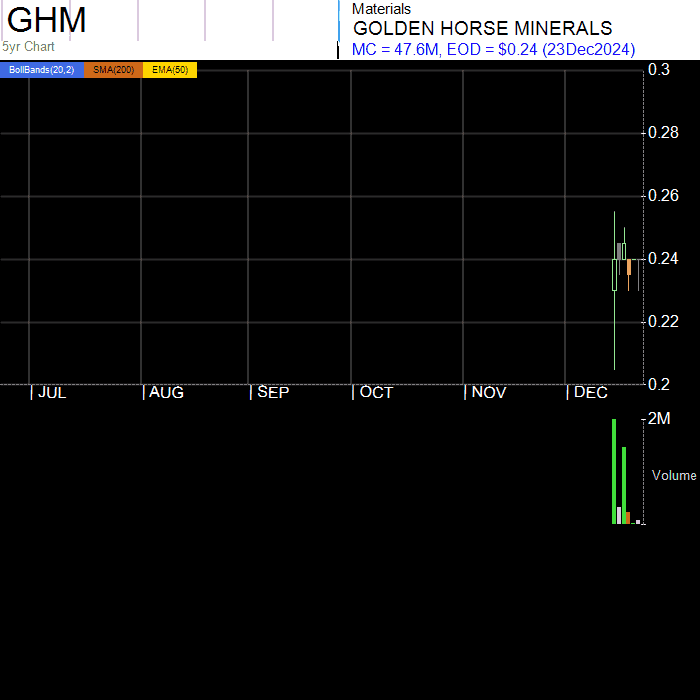 GHM
5yr Chart
Materials
GOLDEN HORSE MINERALS
MC = 47.6M, EOD = $0.24 (23Dec2024)
BollBands(20,2) SMA(200) EMA(50)
0.3
0.28
0.26
0.24
0.22
0.2
JUL AUG SEP OCT NOV DEC
2M
Volume